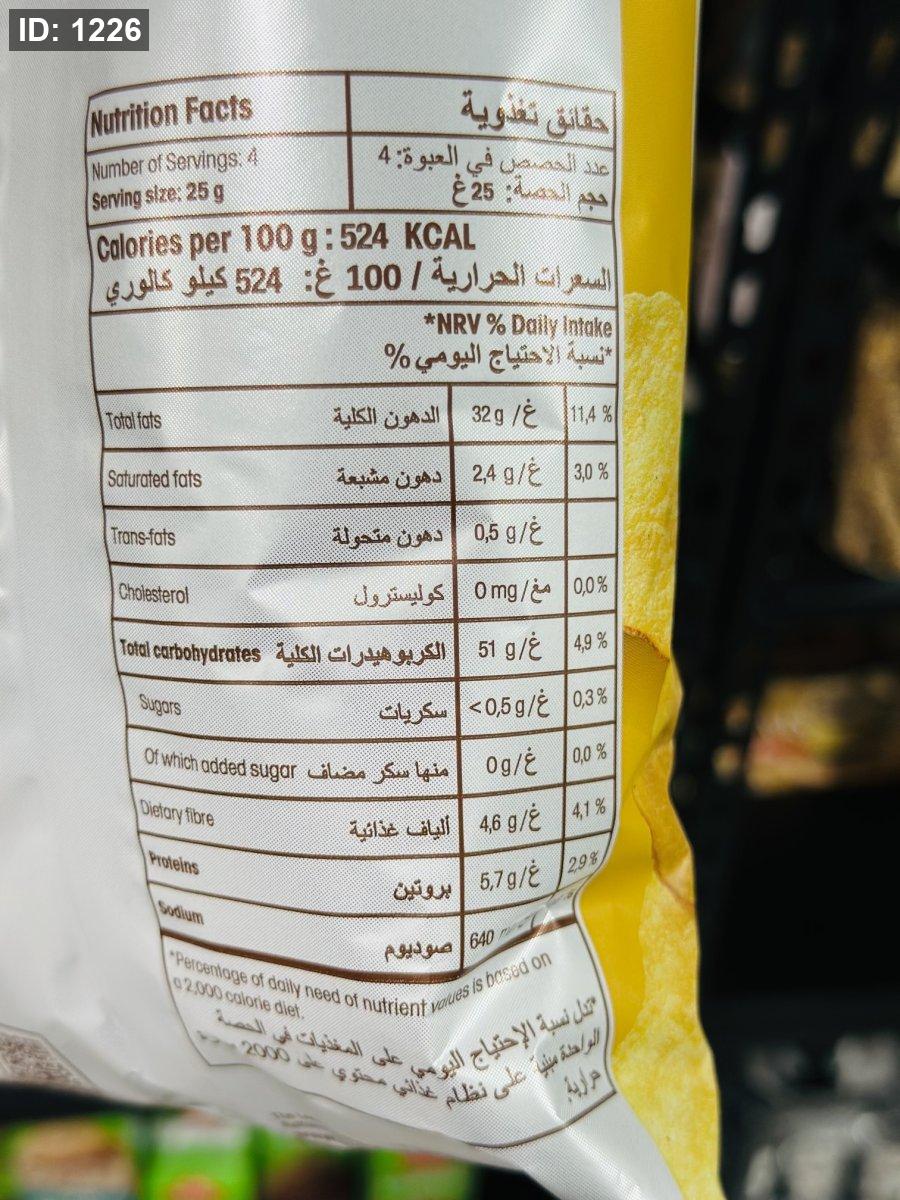 ID: 1226
Nutrition Facts
حقائق تغذوية
Number of Servings: 4
Serving size: 25 g
عدد الحصص في العبوة: 4
حجم الحصة: 25 غ
Calories per 100 g : 524 KCAL
السعرات الحرارية / 100 غ: 524 كيلو كالوري
*NRV % Daily Intake
*نسبة الاحتياج اليومي %
Total fats الدهون الكلية 32 g /غ 11,4 %
Saturated fats دهون مشبعة 2,4 g/غ 3,0 %
Trans-fats دهون متحولة 0,5 g/غ
Cholesterol كوليسترول 0 mg/مغ 0,0 %
Total carbohydrates الكربوهيدرات الكلية 51 g/غ 4,9 %
Sugars سكريات <0,5 g/غ 0,3 %
Of which added sugar منها سكر مضاف 0 g/غ 0,0 %
Dietary fibre ألياف غذائية 4,6 g/غ 4,1 %
Proteins بروتين 5,7 g/غ 2,9 %
Sodium صوديوم 640
*Percentage of daily need of nutrient values is based on
a 2,000 calorie diet.
*تدل نسبة الإحتياج اليومي على المغذيات في الحصة
الواحدة مبنية على نظام غذائي محتوي على 2000
حرارية